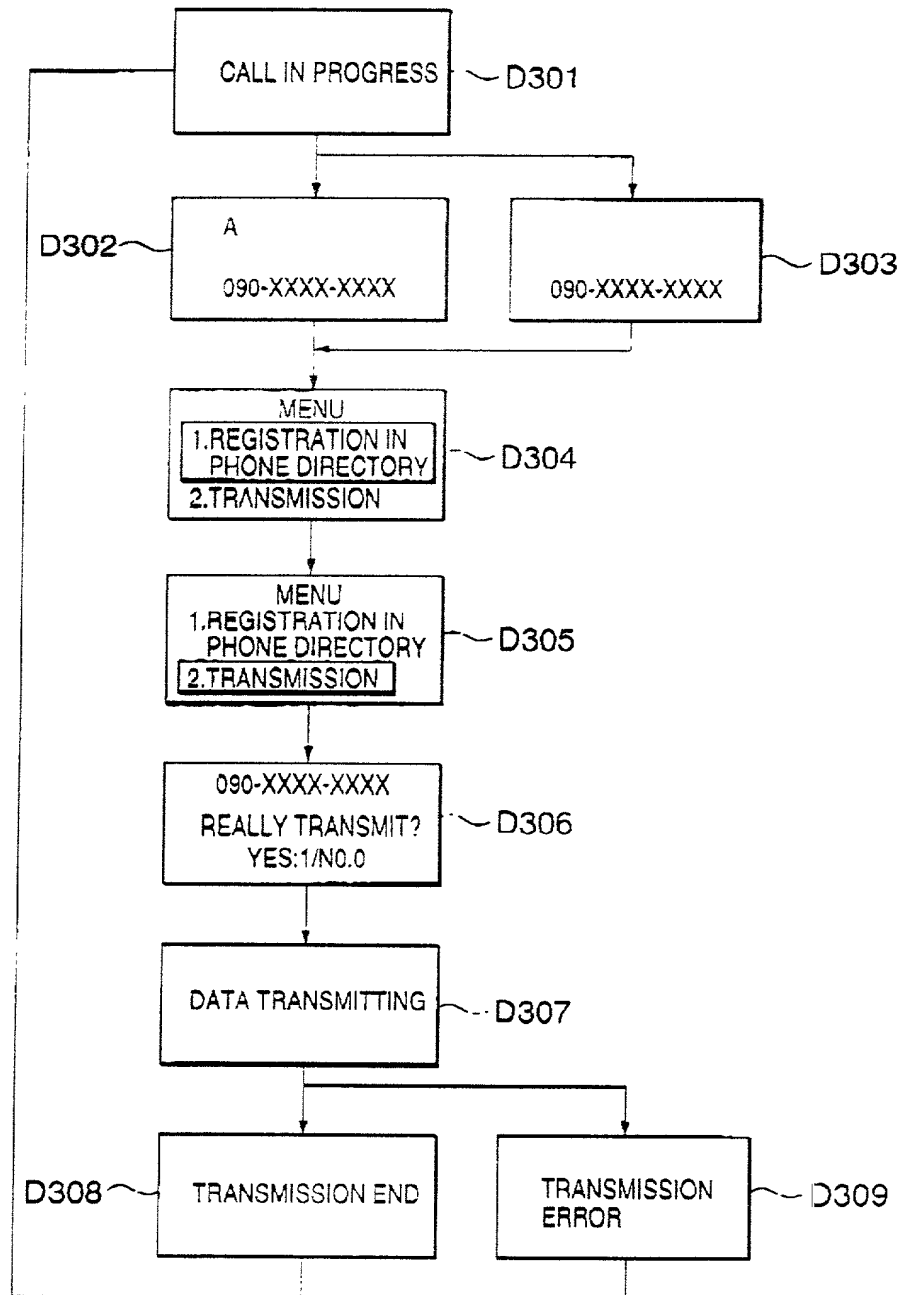 CALL IN PROGRESS
D301
A
090-XXXX-XXXX
D302
090-XXXX-XXXX
D303
MENU
1.REGISTRATION IN
PHONE DIRECTORY
2.TRANSMISSION
D304
MENU
1.REGISTRATION IN
PHONE DIRECTORY
2.TRANSMISSION
D305
090-XXXX-XXXX
REALLY TRANSMIT?
YES:1/N0.0
D306
DATA TRANSMITTING
D307
TRANSMISSION END
D308
TRANSMISSION
ERROR
D309